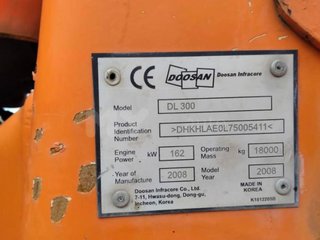 CE DOOSAN Doosan Infracore
Model DL 300
Product Identification Number >DHKHLAE0L75005411<
Engine Power kW 162 Operating Mass kg 18000
Year of Manufacture 2008 Model Year 2008
Doosan Infracore Co., Ltd. MADE IN
7-11, Hwasu-dong, Dong-gu, KOREA
Incheon, Korea K1012205D